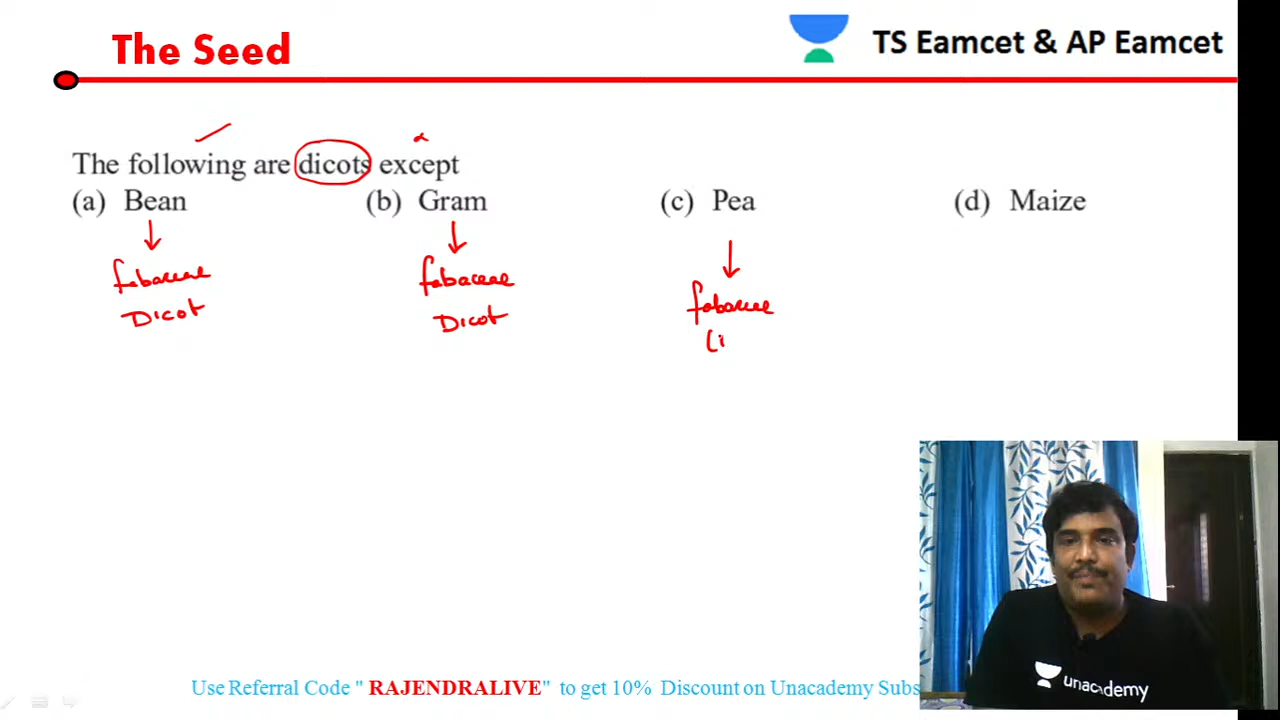 The Seed
TS Eamcet & AP Eamcet
The following are dicots except
(a) Bean (b) Gram (c) Pea (d) Maize
fabaceae fabaceae
Dicot Dicot
Use Referral Code " RAJENDRALIVE" to get 10% Discount on Unacademy Subs
unacademy